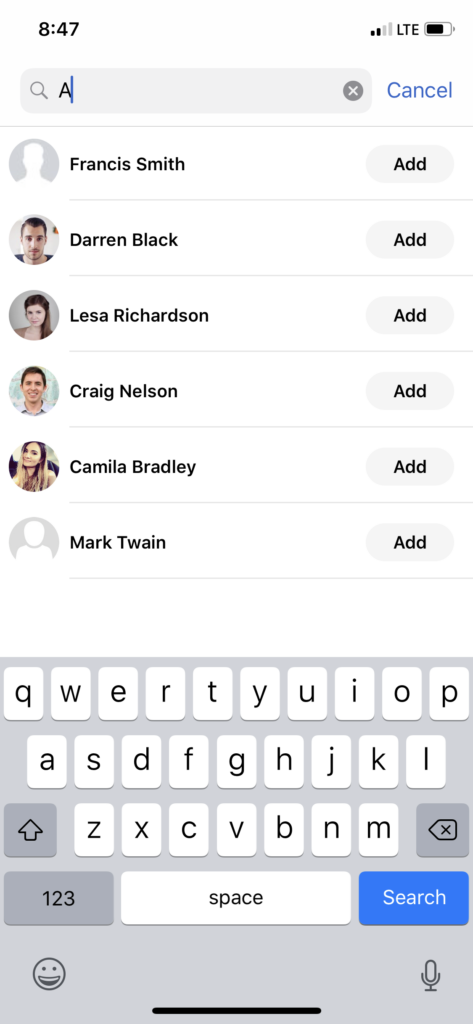 8:47 LTE
A Cancel
Francis Smith Add
Darren Black Add
Lesa Richardson Add
Craig Nelson Add
Camila Bradley Add
Mark Twain Add
q w e r t y u i o p
a s d f g h j k l
z x c v b n m
123 space Search